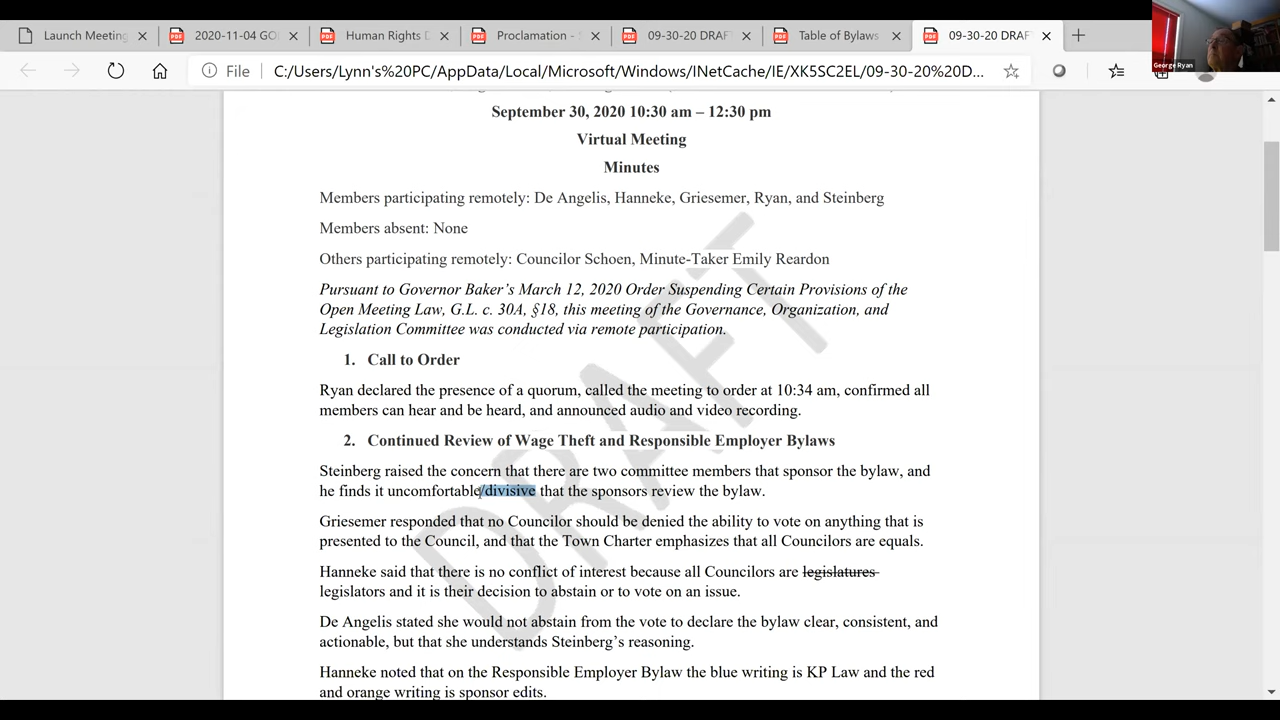 Launch Meeting
2020-11-04 GO
Human Rights D
Proclamation -
09-30-20 DRAF
Table of Bylaws
09-30-20 DRAF
File
C:/Users/Lynn's%20PC/AppData/Local/Microsoft/Windows/INetCache/IE/XK5SC2EL/09-30-20%20D...
George Ryan
September 30, 2020 10:30 am – 12:30 pm
Virtual Meeting
Minutes
Members participating remotely: De Angelis, Hanneke, Griesemer, Ryan, and Steinberg
Members absent: None
Others participating remotely: Councilor Schoen, Minute-Taker Emily Reardon
Pursuant to Governor Baker's March 12, 2020 Order Suspending Certain Provisions of the
Open Meeting Law, G.L. c. 30A, §18, this meeting of the Governance, Organization, and
Legislation Committee was conducted via remote participation.
1. Call to Order
Ryan declared the presence of a quorum, called the meeting to order at 10:34 am, confirmed all
members can hear and be heard, and announced audio and video recording.
2. Continued Review of Wage Theft and Responsible Employer Bylaws
Steinberg raised the concern that there are two committee members that sponsor the bylaw, and
he finds it uncomfortable/divisive that the sponsors review the bylaw.
Griesemer responded that no Councilor should be denied the ability to vote on anything that is
presented to the Council, and that the Town Charter emphasizes that all Councilors are equals.
Hanneke said that there is no conflict of interest because all Councilors are legislatures
legislators and it is their decision to abstain or to vote on an issue.
De Angelis stated she would not abstain from the vote to declare the bylaw clear, consistent, and
actionable, but that she understands Steinberg's reasoning.
Hanneke noted that on the Responsible Employer Bylaw the blue writing is KP Law and the red
and orange writing is sponsor edits.
DRAFT